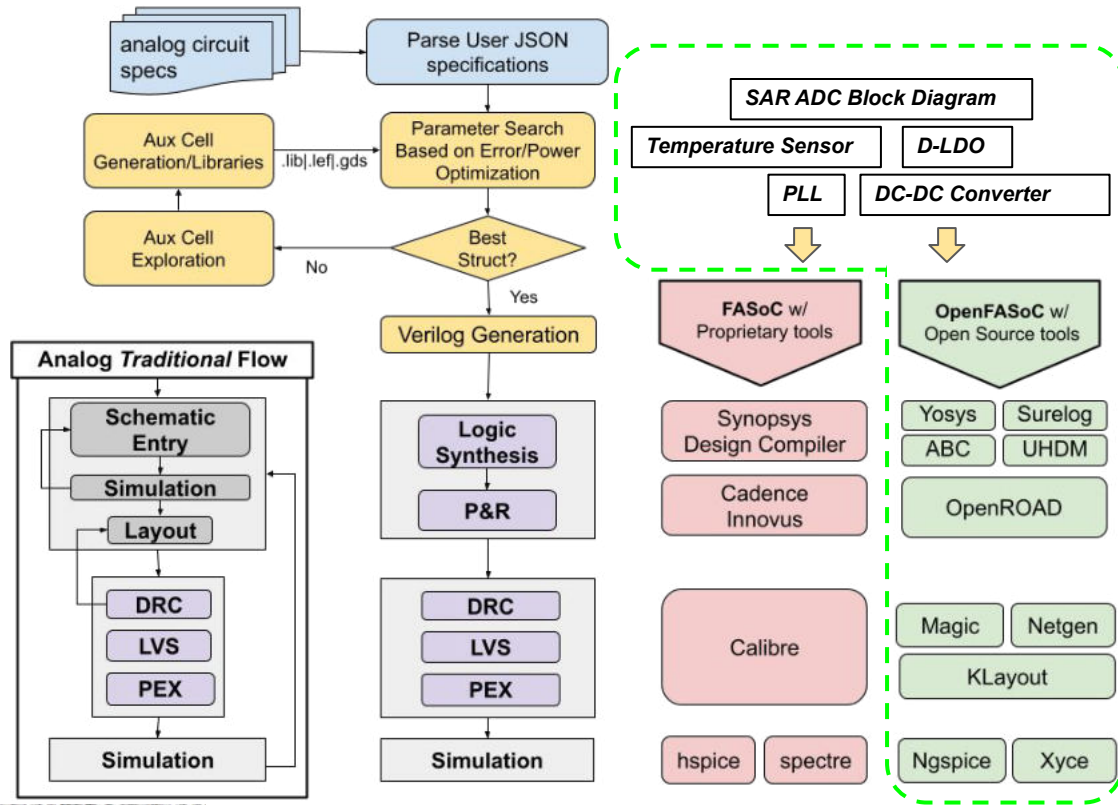 analog circuit
specs
Parse User JSON
specifications
Aux Cell
Generation/Libraries
.lib|.lef|.gds
Parameter Search
Based on Error/Power
Optimization
Aux Cell
Exploration
No
Best
Struct?
Yes
Verilog Generation
Logic
Synthesis
P&R
DRC
LVS
PEX
Simulation
Analog Traditional Flow
Schematic
Entry
Simulation
Layout
DRC
LVS
PEX
Simulation
SAR ADC Block Diagram
Temperature Sensor
D-LDO
PLL
DC-DC Converter
FASoC w/
Proprietary tools
Synopsys
Design Compiler
Cadence
Innovus
Calibre
hspice
spectre
OpenFASoC w/
Open Source tools
Yosys
Surelog
ABC
UHDM
OpenROAD
Magic
Netgen
KLayout
Ngspice
Xyce